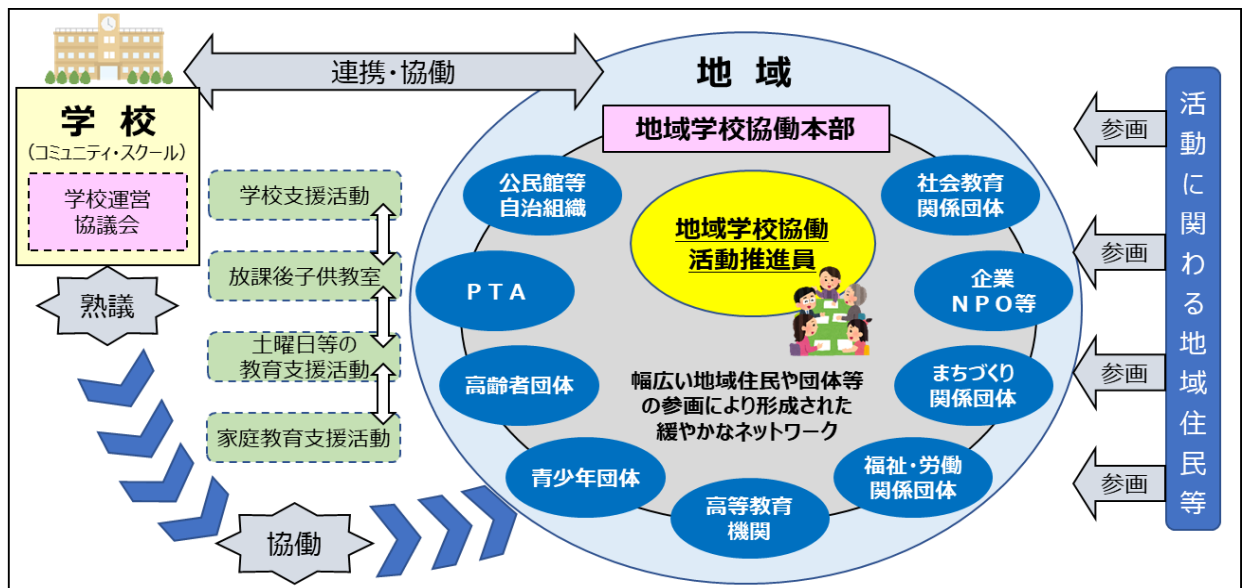 学 校
(コミュニティ・スクール)
学校運営
協議会
熟議
協働
連携・協働
学校支援活動
放課後子供教室
土曜日等の
教育支援活動
家庭教育支援活動
地 域
地域学校協働本部
地域学校協働
活動推進員
幅広い地域住民や団体等
の参画により形成された
緩やかなネットワーク
公民館等
自治組織
PTA
高齢者団体
青少年団体
高等教育
機関
福祉・労働
関係団体
まちづくり
関係団体
企業
NPO等
社会教育
関係団体
参画
参画
参画
参画
活動に関わる地域住民等